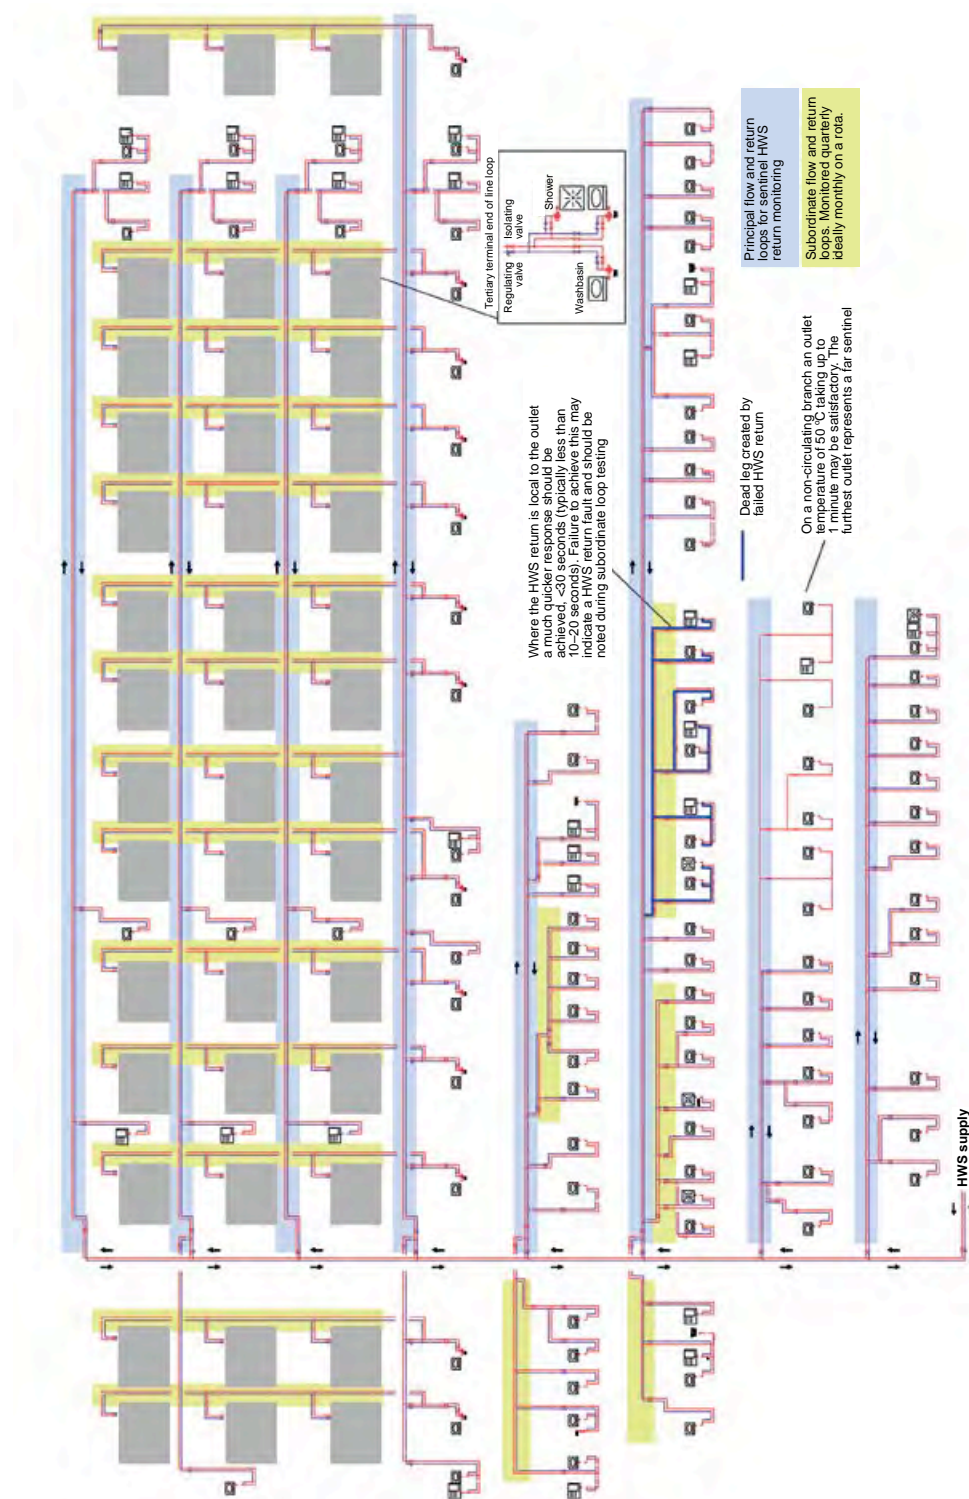 Principal flow and return
loops for sentinel HWS
return monitoring
Subordinate flow and return
loops. Monitored quarterly
ideally monthly on a rota.
Tertiary terminal end of line loop
Regulating
valve
Isolating
valve
Shower
Washbasin
Where the HWS return is local to the outlet
a much quicker response should be
achieved, <30 seconds (typically less than
10–20 seconds). Failure to achieve this may
indicate a HWS return fault and should be
noted during subordinate loop testing
Dead leg created by
failed HWS return
On a non-circulating branch an outlet
temperature of 50 °C taking up to
1 minute may be satisfactory. The
furthest outlet represents a far sentinel
HWS supply